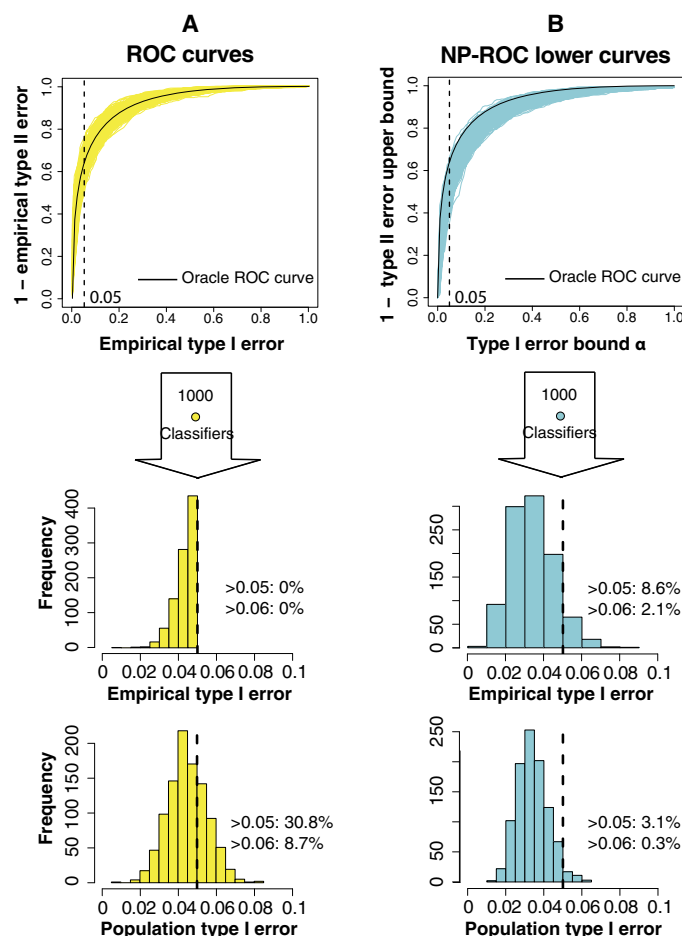 A
ROC curves
1 − empirical type II error
0.0 0.2 0.4 0.6 0.8 1.0
Oracle ROC curve
0.05
0.0 0.2 0.4 0.6 0.8 1.0
Empirical type I error
1000
Classifiers
Frequency
0 100 200 300 400
>0.05: 0%
>0.06: 0%
0 0.02 0.04 0.06 0.08 0.1
Empirical type I error
Frequency
0 50 100 150 200
>0.05: 30.8%
>0.06: 8.7%
0 0.02 0.04 0.06 0.08 0.1
Population type I error
B
NP-ROC lower curves
1 − type II error upper bound
0.0 0.2 0.4 0.6 0.8 1.0
Oracle ROC curve
0.05
0.0 0.2 0.4 0.6 0.8 1.0
Type I error bound α
1000
Classifiers
0 50 150 250
>0.05: 8.6%
>0.06: 2.1%
0 0.02 0.04 0.06 0.08 0.1
Empirical type I error
0 50 150 250
>0.05: 3.1%
>0.06: 0.3%
0 0.02 0.04 0.06 0.08 0.1
Population type I error